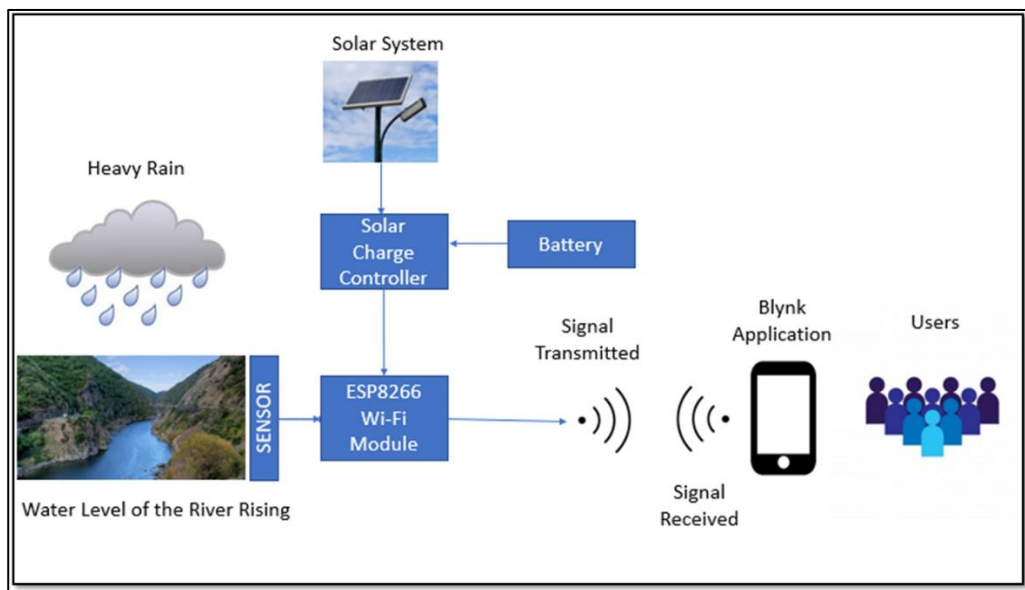 Solar System
Heavy Rain
Solar
Charge
Controller
Battery
Signal
Transmitted
Blynk
Application
Users
SENSOR
ESP8266
Wi-Fi
Module
Water Level of the River Rising
Signal
Received